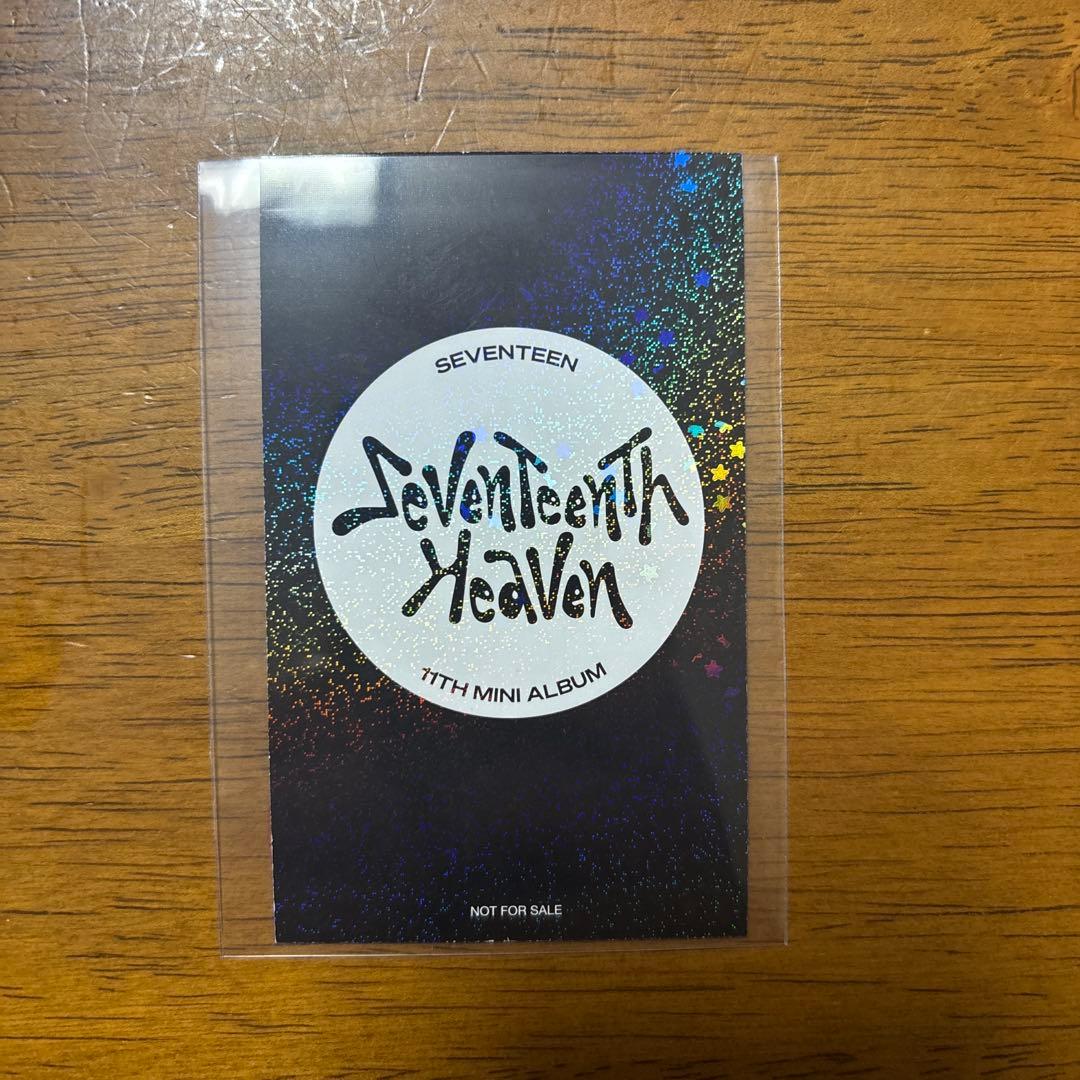 SEVENTEEN
SevenTeenTh
Heaven
11TH MINI ALBUM
NOT FOR SALE